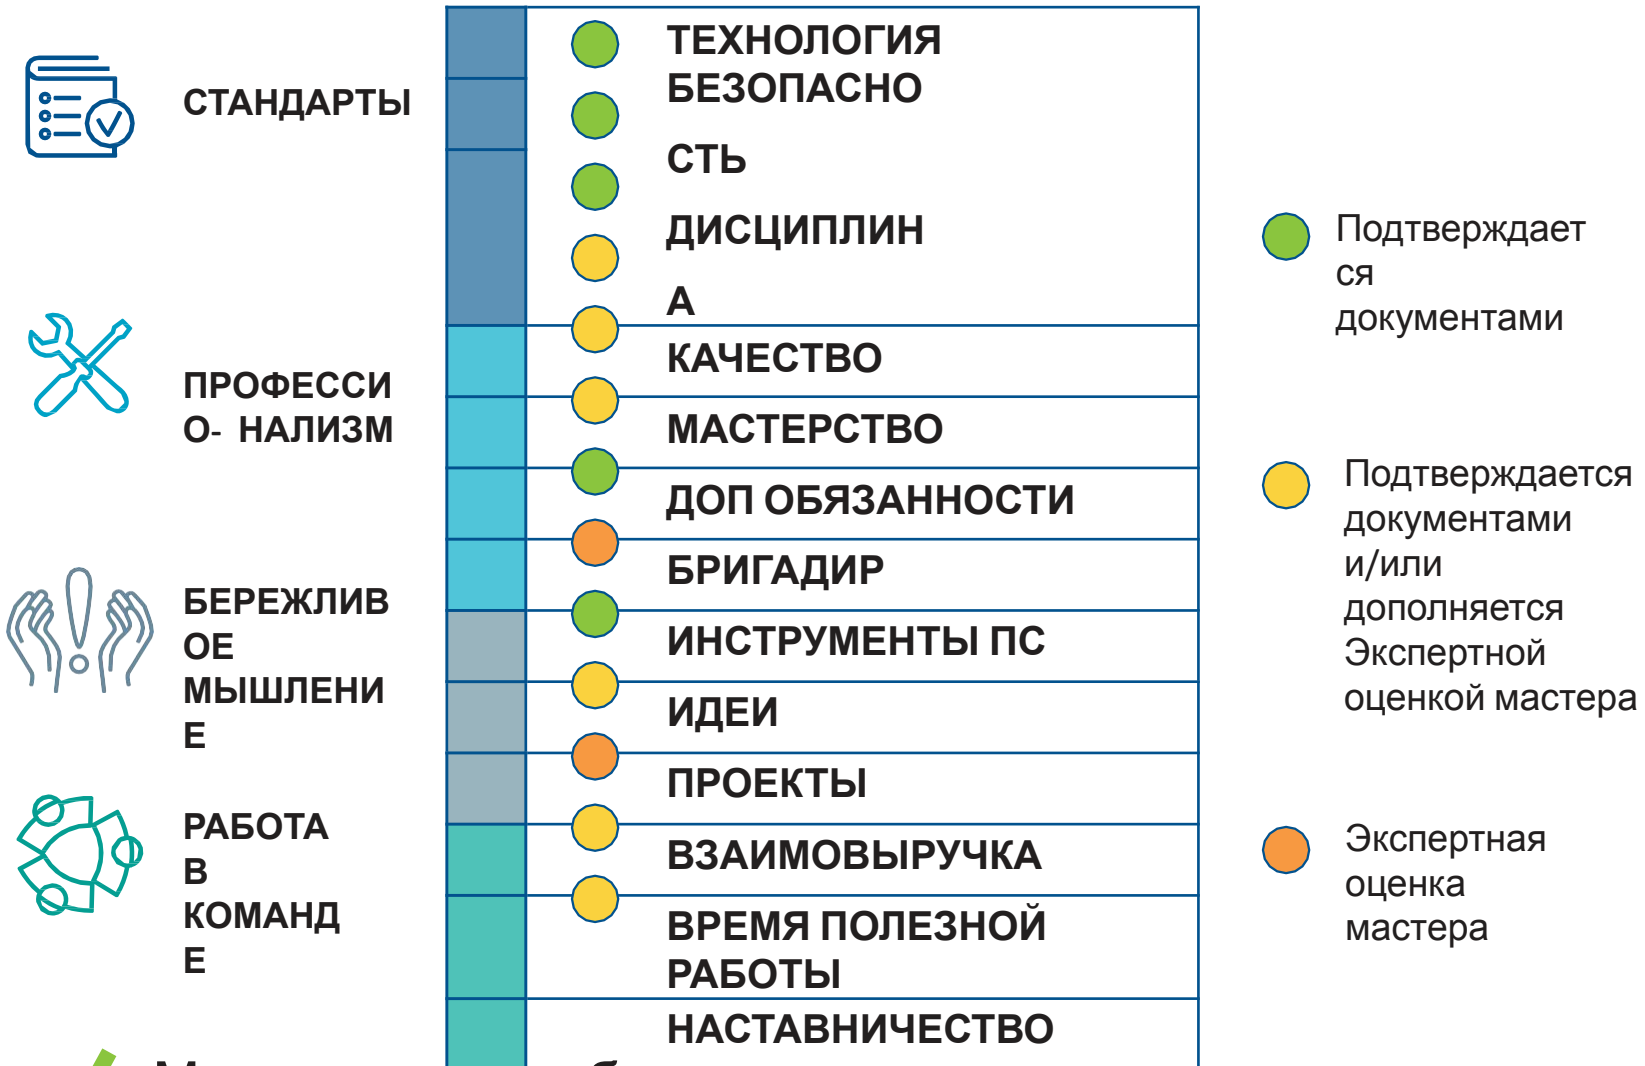 СТАНДАРТЫ
ПРОФЕССИ
О- НАЛИЗМ
БЕРЕЖЛИВ
ОЕ
МЫШЛЕНИ
Е
РАБОТА
В
КОМАНД
Е
ТЕХНОЛОГИЯ
БЕЗОПАСНО
СТЬ
ДИСЦИПЛИН
А
КАЧЕСТВО
МАСТЕРСТВО
ДОП ОБЯЗАННОСТИ
БРИГАДИР
ИНСТРУМЕНТЫ ПС
ИДЕИ
ПРОЕКТЫ
ВЗАИМОВЫРУЧКА
ВРЕМЯ ПОЛЕЗНОЙ
РАБОТЫ
НАСТАВНИЧЕСТВО
Подтверждает
ся
документами
Подтверждается
документами
и/или
дополняется
Экспертной
оценкой мастера
Экспертная
оценка
мастера